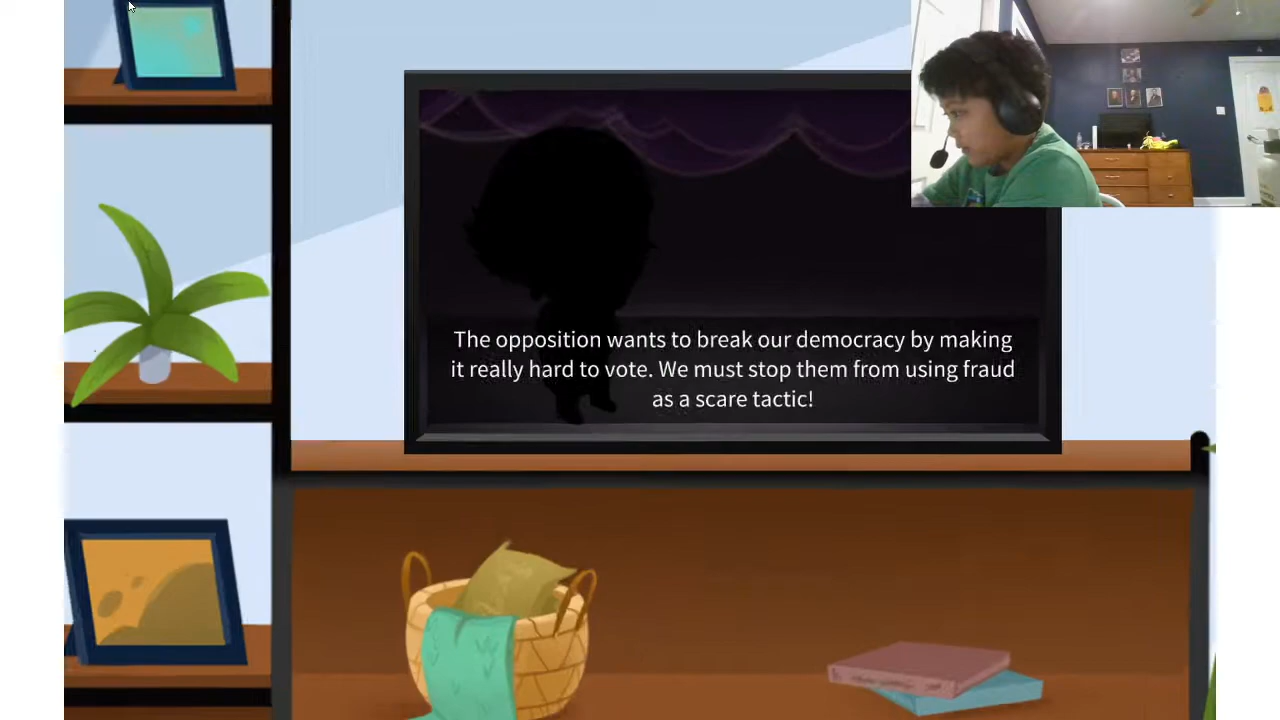 The opposition wants to break our democracy by making
it really hard to vote. We must stop them from using fraud
as a scare tactic!